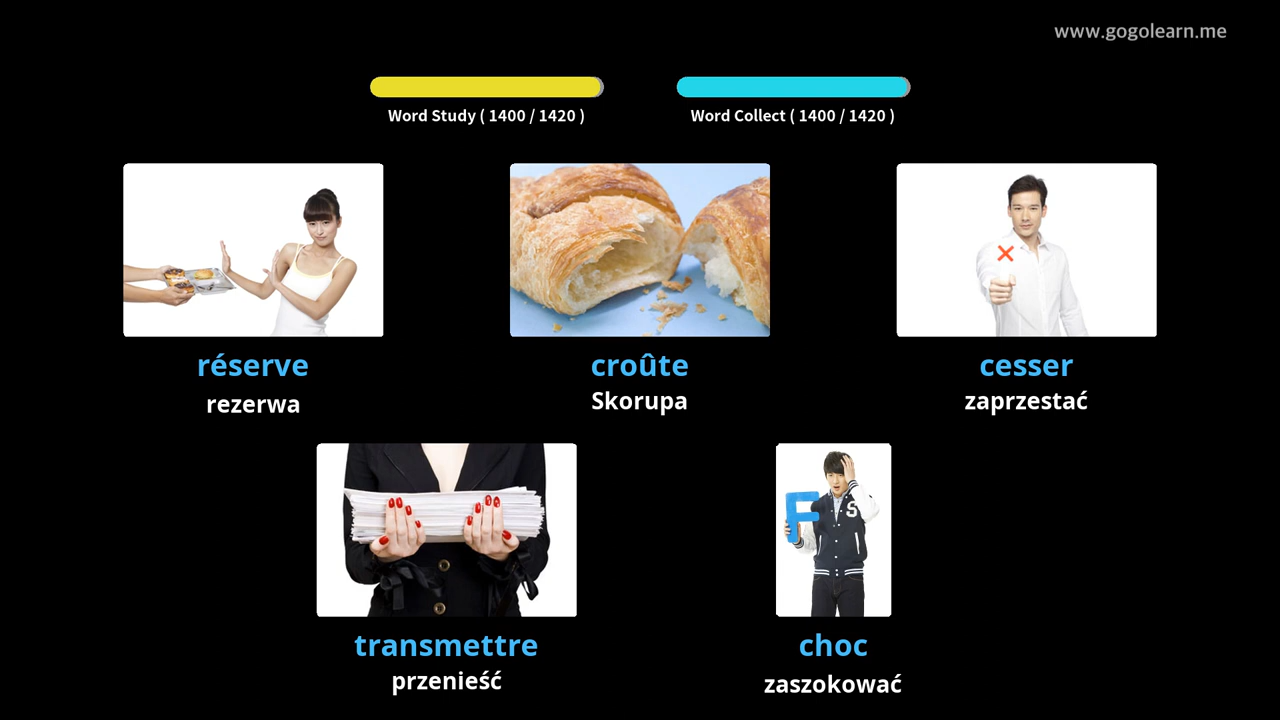 www.gogolearn.me
Word Study ( 1400 / 1420 )
Word Collect ( 1400 / 1420 )
réserve
rezerwa
croûte
Skorupa
cesser
zaprzestać
F
S
transmettre
przenieść
choc
zaszokować